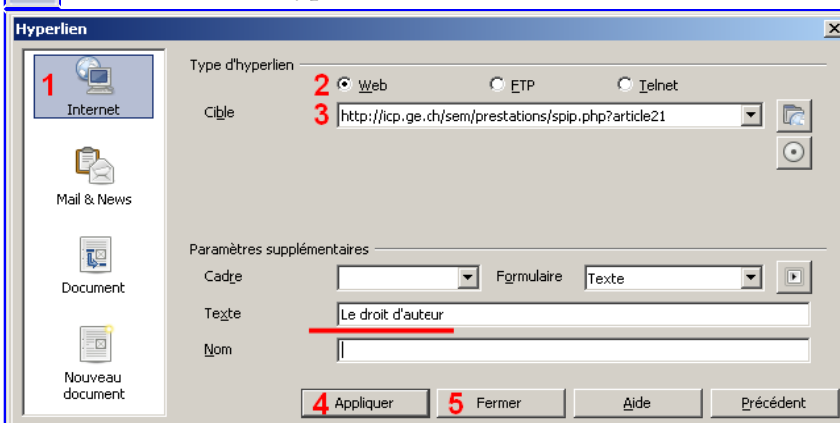 Hyperlien
1
Internet
Mail & News
Document
Nouveau
document
Type d'hyperlien
2 Web FTP Telnet
Cible 3 http://icp.ge.ch/sem/prestations/spip.php?article21
Paramètres supplémentaires
Cadre Formulaire Texte
Texte Le droit d'auteur
Nom
4 Appliquer 5 Fermer Aide Précédent